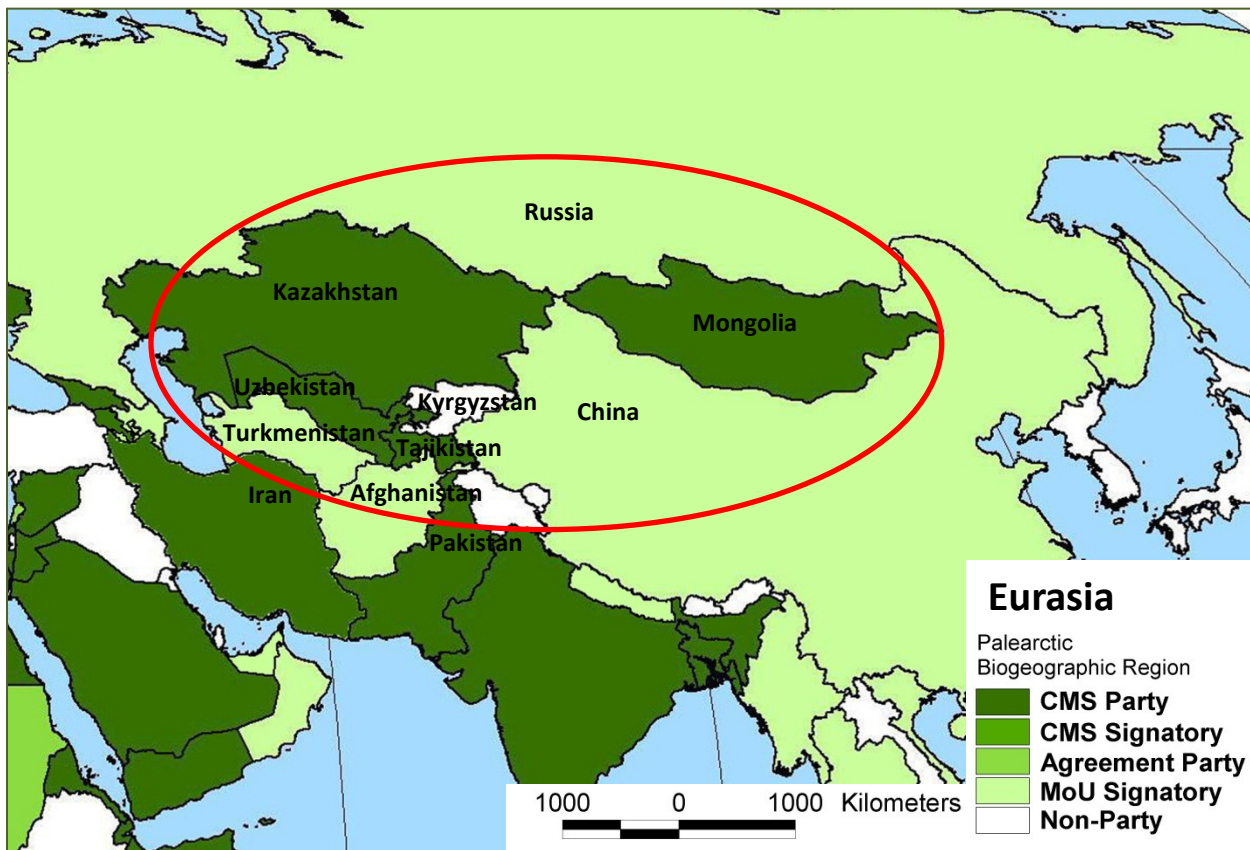 Russia
Kazakhstan
Mongolia
Uzbekistan
Kyrgyzstan
China
Turkmenistan
Tajikistan
Iran
Afghanistan
Pakistan
Eurasia
Palearctic
Biogeographic Region
CMS Party
CMS Signatory
Agreement Party
MoU Signatory
Non-Party
1000 0 1000 Kilometers